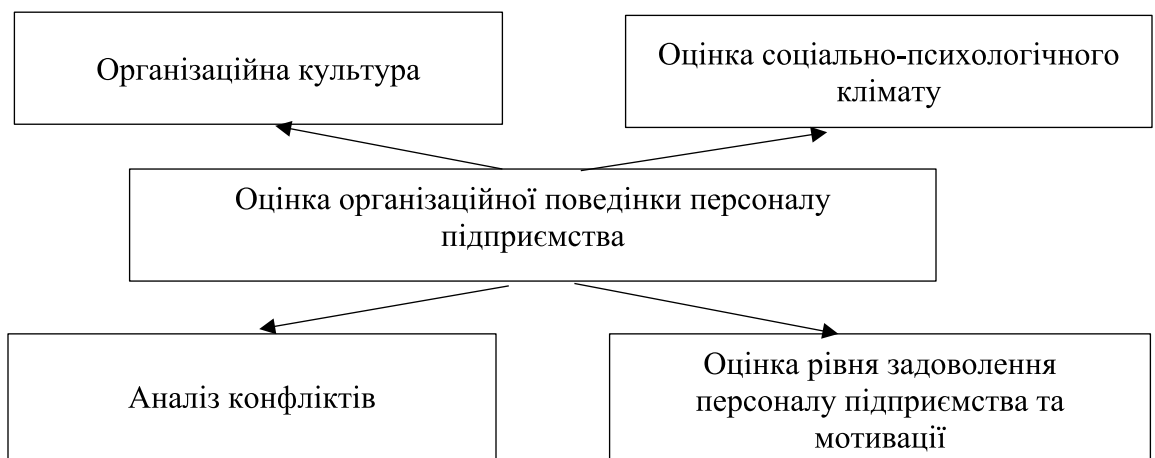 Організаційна культура
Оцінка соціально-психологічного
клімату
Оцінка організаційної поведінки персоналу
підприємства
Аналіз конфліктів
Оцінка рівня задоволення
персоналу підприємства та
мотивації